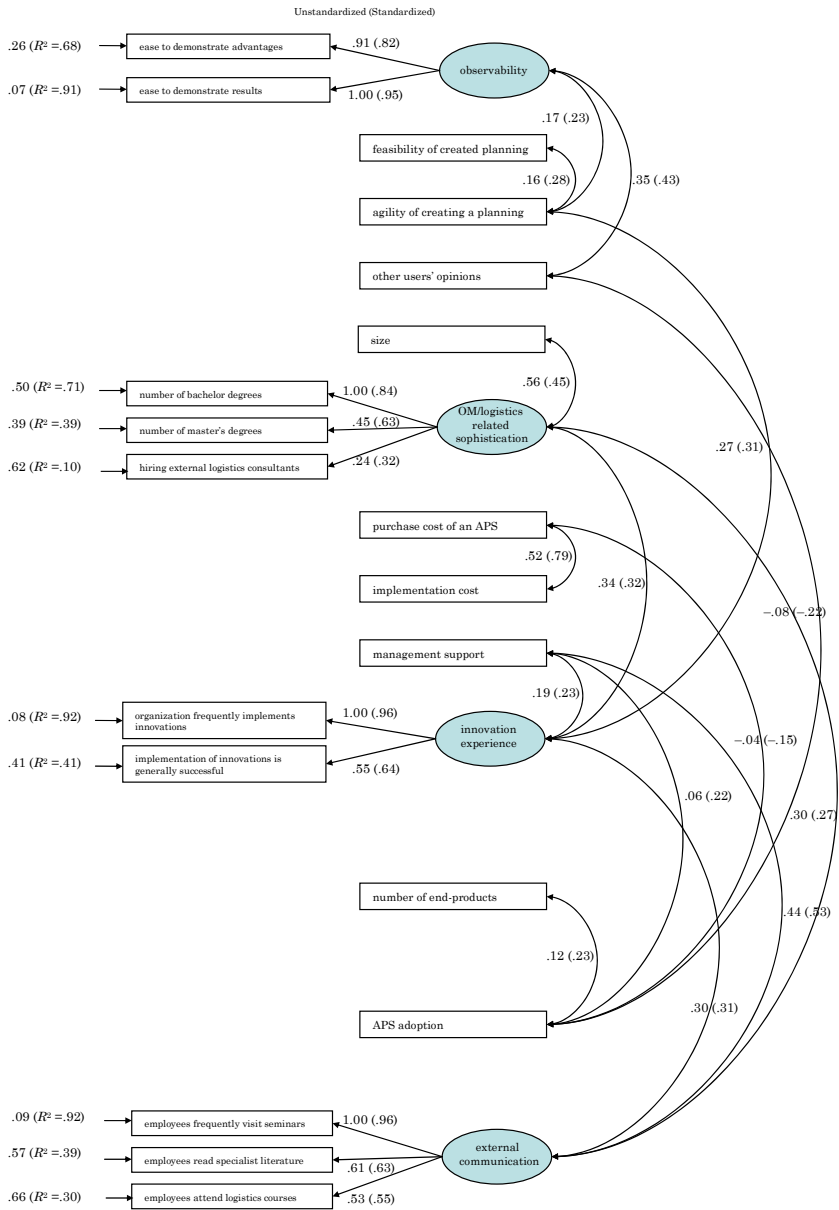 Unstandardized (Standardized)
.26 (R² =.68)
ease to demonstrate advantages
.91 (.82)
observability
.07 (R² =.91)
ease to demonstrate results
1.00 (.95)
.17 (.23)
feasibility of created planning
.16 (.28)
.35 (.43)
agility of creating a planning
other users' opinions
size
.56 (.45)
.50 (R² =.71)
number of bachelor degrees
1.00 (.84)
OM/logistics
related
sophistication
.39 (R² =.39)
number of master's degrees
.45 (.63)
.27 (.31)
.62 (R² =.10)
hiring external logistics consultants
.24 (.32)
purchase cost of an APS
.52 (.79)
implementation cost
.34 (.32)
–.08 (–.22)
management support
.19 (.23)
.08 (R² =.92)
organization frequently implements
innovations
1.00 (.96)
innovation
experience
–.04 (–.15)
.41 (R² =.41)
implementation of innovations is
generally successful
.55 (.64)
.06 (.22)
.30 (.27)
number of end-products
.44 (.53)
.12 (.23)
.30 (.31)
APS adoption
.09 (R² =.92)
employees frequently visit seminars
1.00 (.96)
external
communication
.57 (R² =.39)
employees read specialist literature
.61 (.63)
.66 (R² =.30)
employees attend logistics courses
.53 (.55)